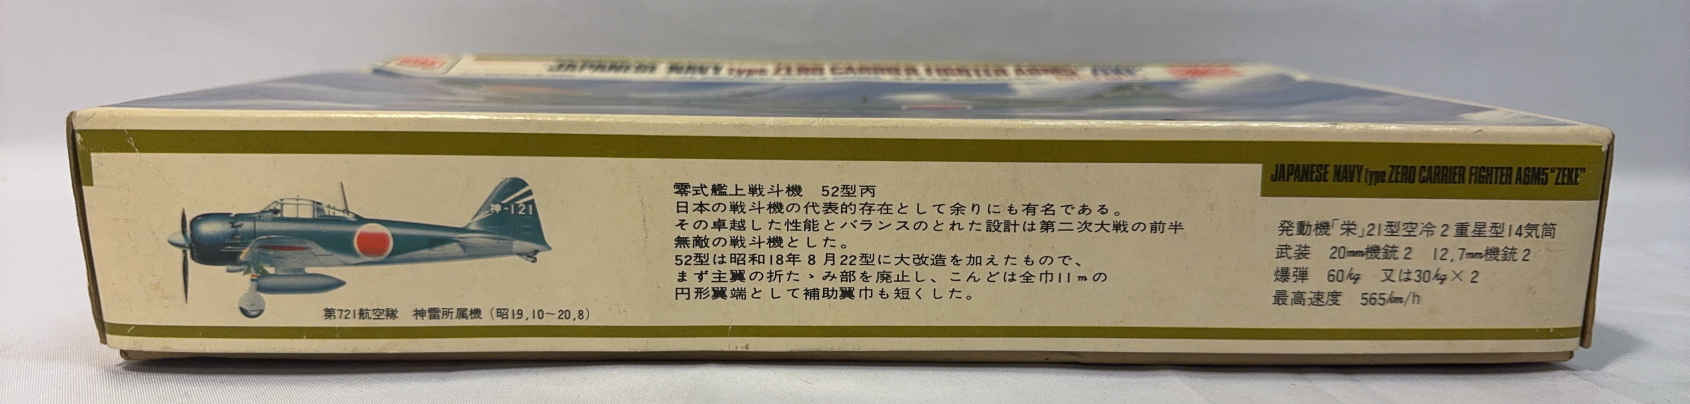 JAPANESE NAVY type ZERO CARRIER FIGHTER A6M5 "ZEKE"
神-121
第721航空隊 神雷所属機(昭19,10~20,8)
零式艦上戦斗機 52型丙
日本の戦斗機の代表的存在として余りにも有名である。
その卓越した性能とバランスのとれた設計は第二次大戦の前半
無敵の戦斗機とした。
52型は昭和18年8月22型に大改造を加えたもので、
まず主翼の折たゝみ部を廃止し、こんどは全巾11mの
円形翼端として補助翼巾も短くした。
JAPANESE NAVY type ZERO CARRIER FIGHTER A6M5 "ZEKE"
発動機「栄」21型空冷2重星型14気筒
武装 20mm機銃2 12,7mm機銃2
爆弾 60kg 又は30kg×2
最高速度 565km/h